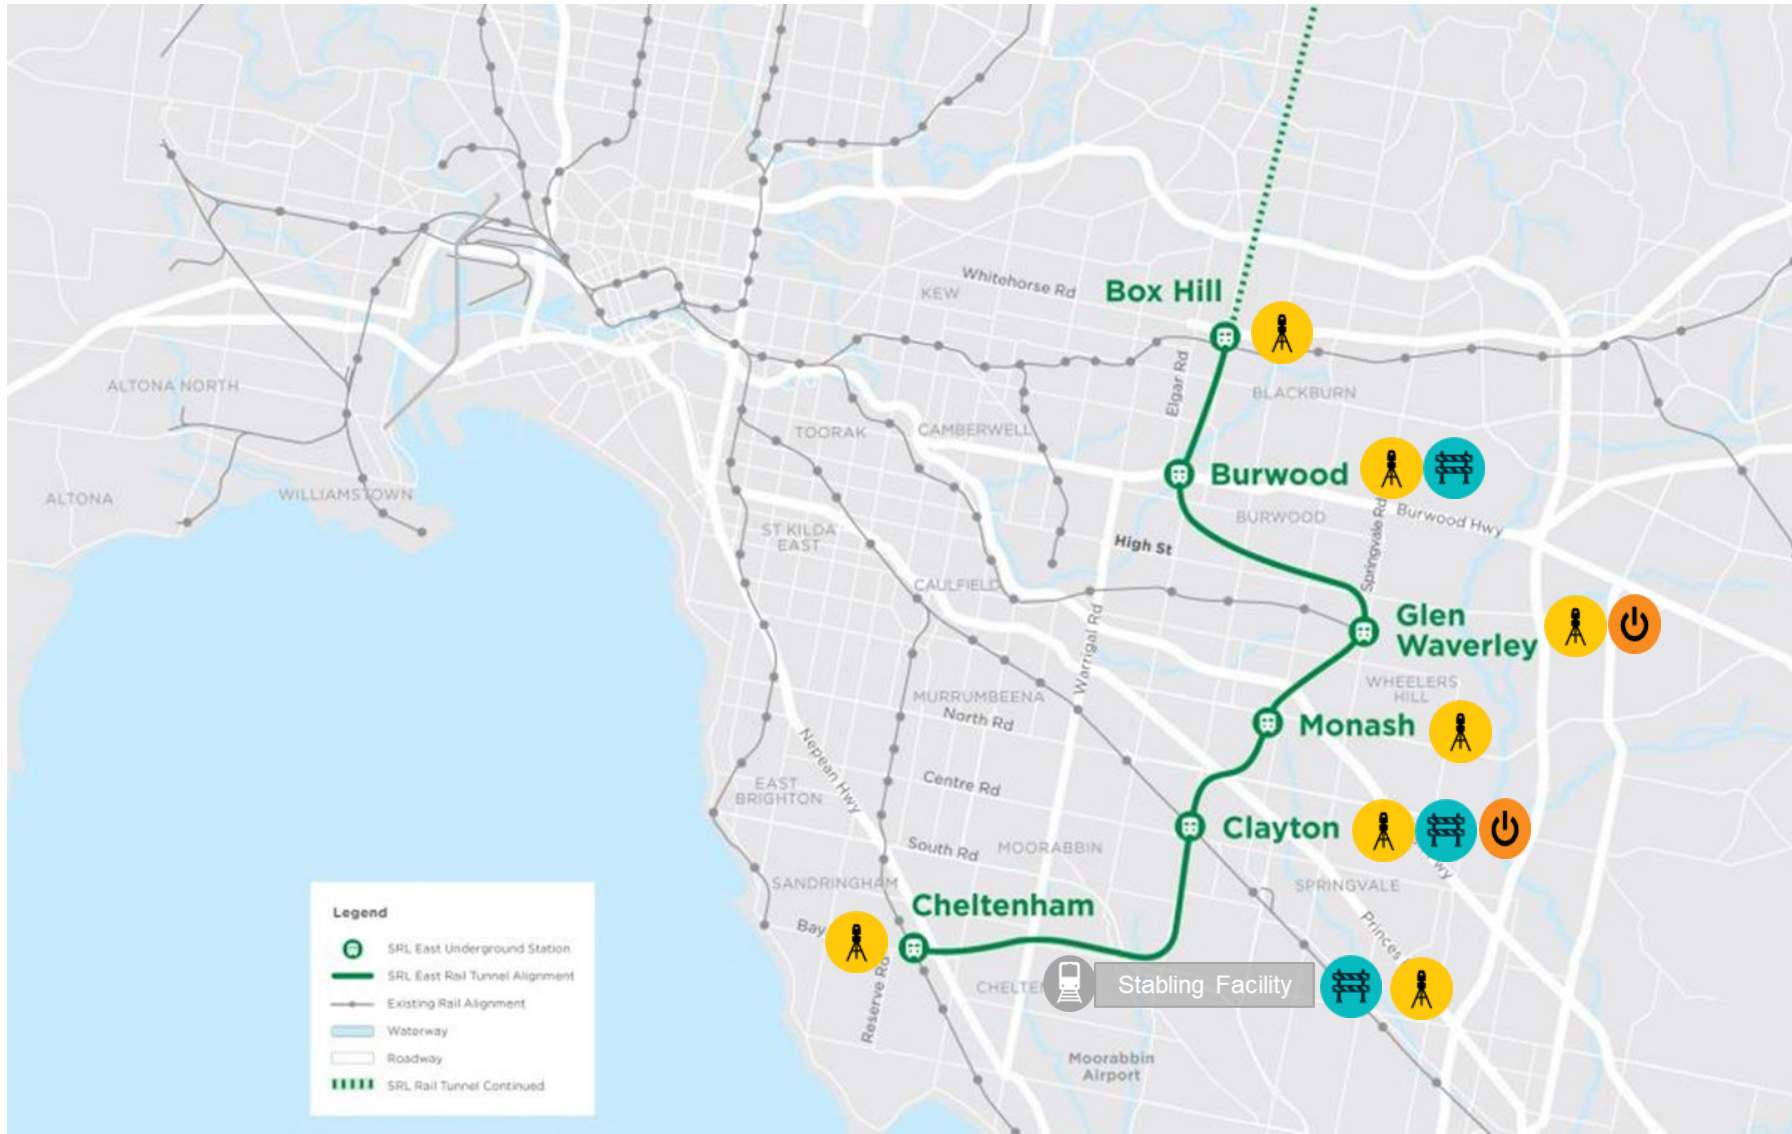 Whitehorse Rd
KEW
Box Hill
Elgar Rd
BLACKBURN
ALTONA NORTH
TOORAK
CAMBERWELL
ALTONA
WILLIAMSTOWN
Burwood
BURWOOD
Springvale Rd
Burwood Hwy
ST KILDA
EAST
High St
CAULFIELD
Glen
Waverley
Warrigal Rd
WHEELERS
HILL
MURRUMBEENA
North Rd
Monash
Nepean Hwy
Centre Rd
EAST
BRIGHTON
Clayton
South Rd
MOORABBIN
SANDRINGHAM
SPRINGVALE
Cheltenham
Bay
Princes
Reserve Rd
Stabling Facility
Moorabbin
Airport
Legend
SRL East Underground Station
SRL East Rail Tunnel Alignment
Existing Rail Alignment
Waterway
Roadway
SRL Rail Tunnel Continued